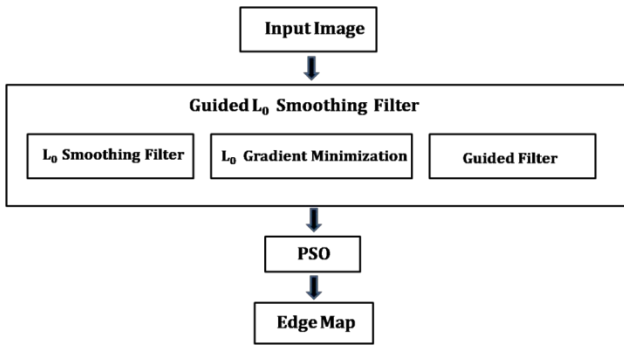 Input Image
Guided L₀ Smoothing Filter
L₀ Smoothing Filter
L₀ Gradient Minimization
Guided Filter
PSO
Edge Map